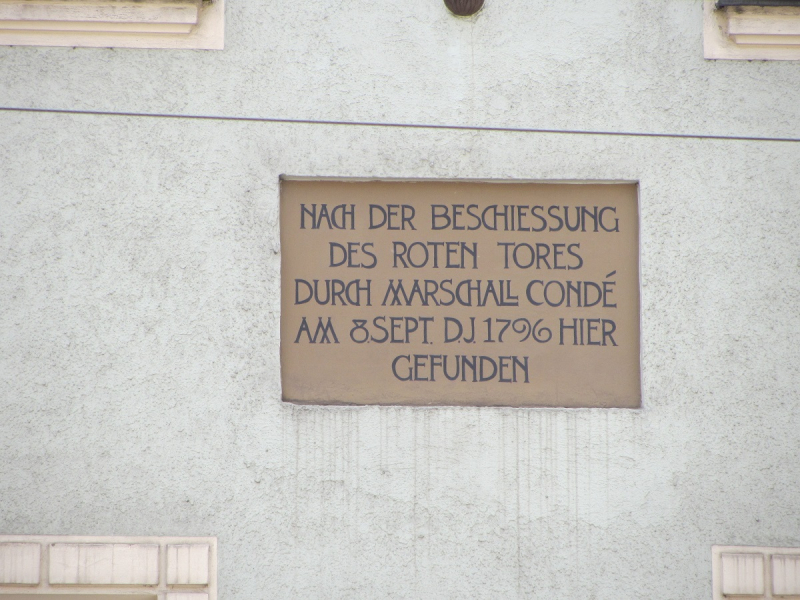 NACH DER BESCHIESSUNG
DES ROTEN TORES
DURCH MARSCHALL CONDÉ
AM 8.SEPT. D.J. 1796 HIER
GEFUNDEN